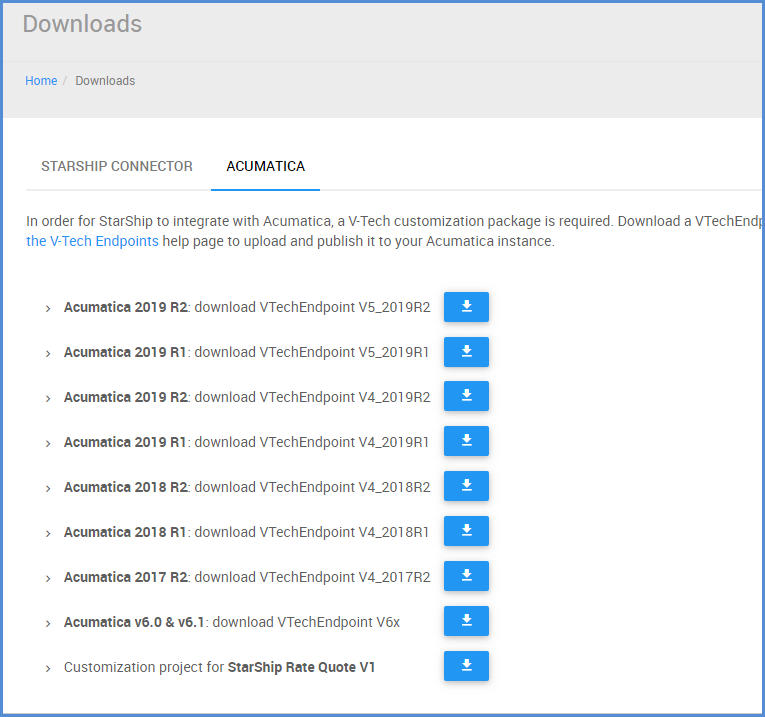 Downloads
Home / Downloads
STARSHIP CONNECTOR ACUMATICA
In order for StarShip to integrate with Acumatica, a V-Tech customization package is required. Download a VTechEndp
the V-Tech Endpoints help page to upload and publish it to your Acumatica instance.
Acumatica 2019 R2: download VTechEndpoint V5_2019R2
Acumatica 2019 R1: download VTechEndpoint V5_2019R1
Acumatica 2019 R2: download VTechEndpoint V4_2019R2
Acumatica 2019 R1: download VTechEndpoint V4_2019R1
Acumatica 2018 R2: download VTechEndpoint V4_2018R2
Acumatica 2018 R1: download VTechEndpoint V4_2018R1
Acumatica 2017 R2: download VTechEndpoint V4_2017R2
Acumatica v6.0 & v6.1: download VTechEndpoint V6x
Customization project for StarShip Rate Quote V1